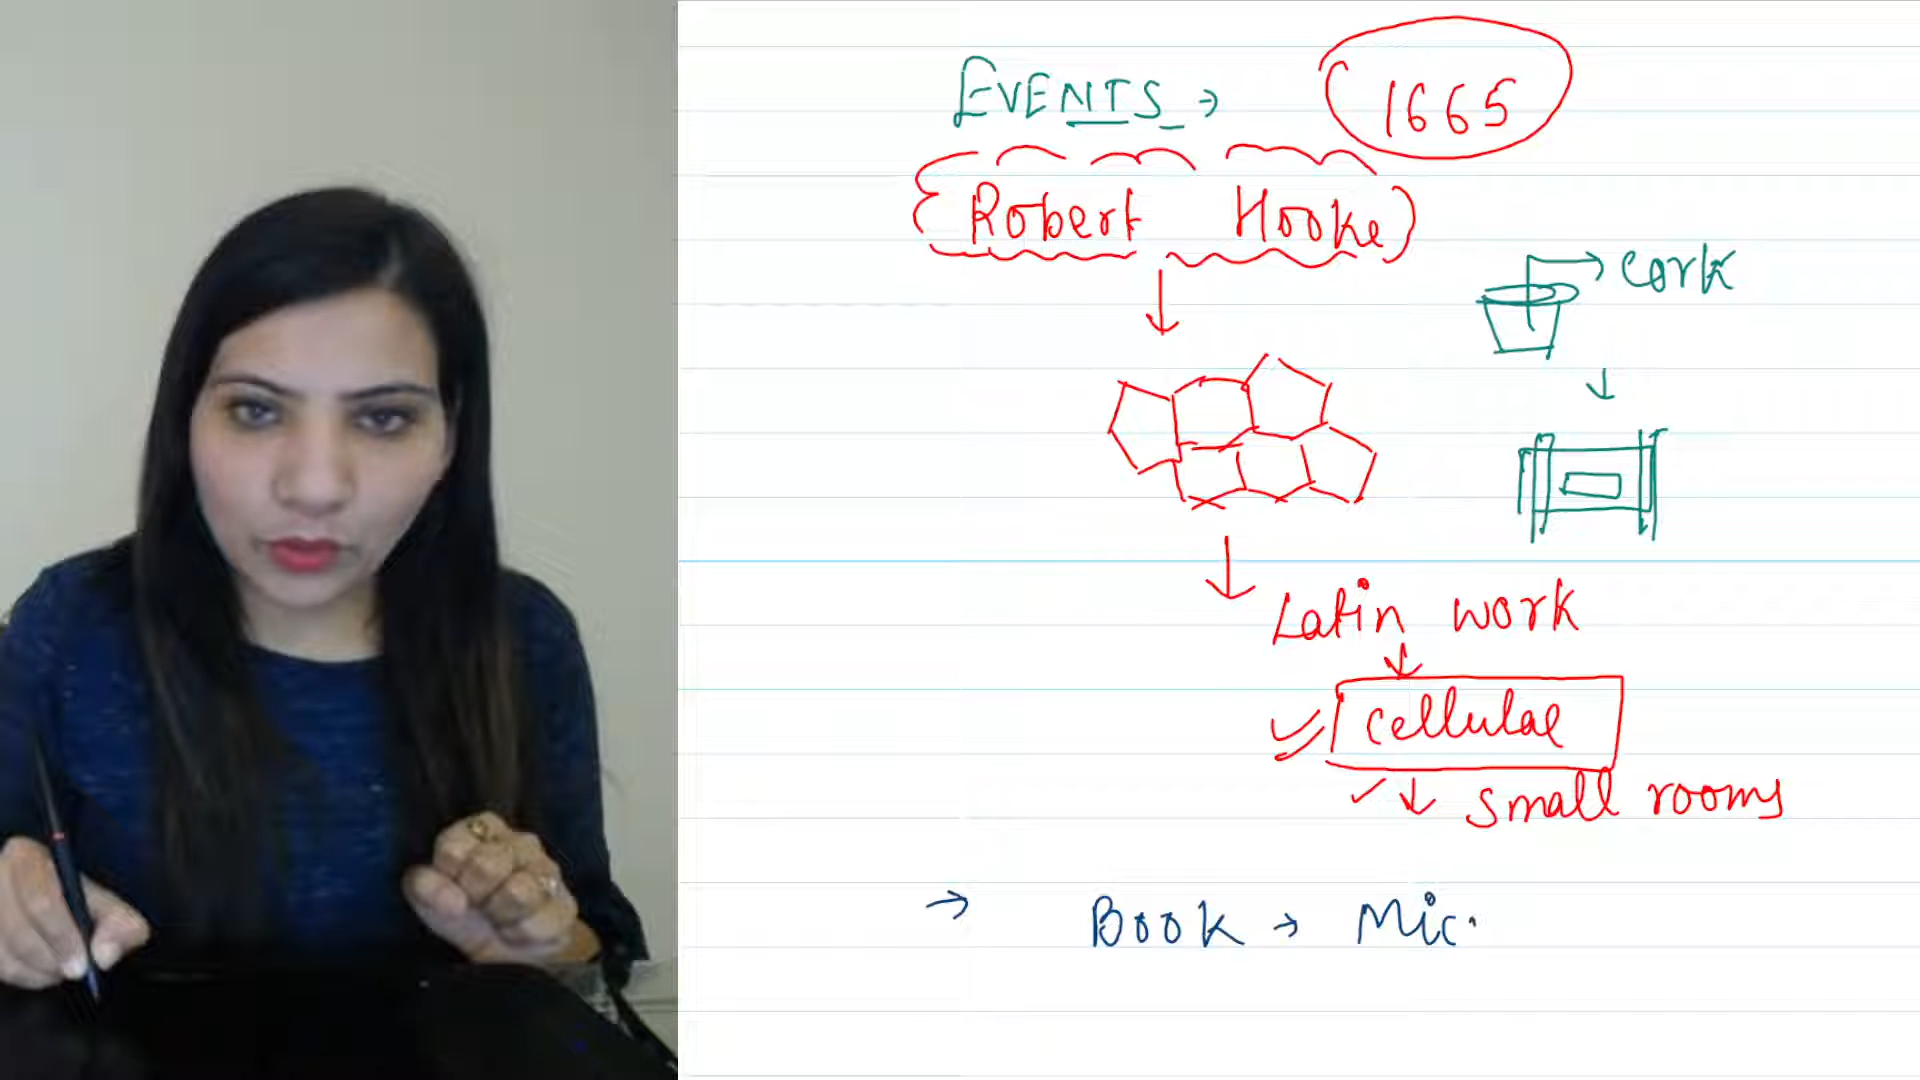 EVENTS → 1665
Robert Hooke
cork
Latin work
cellulae
small rooms
→ Book → Mic